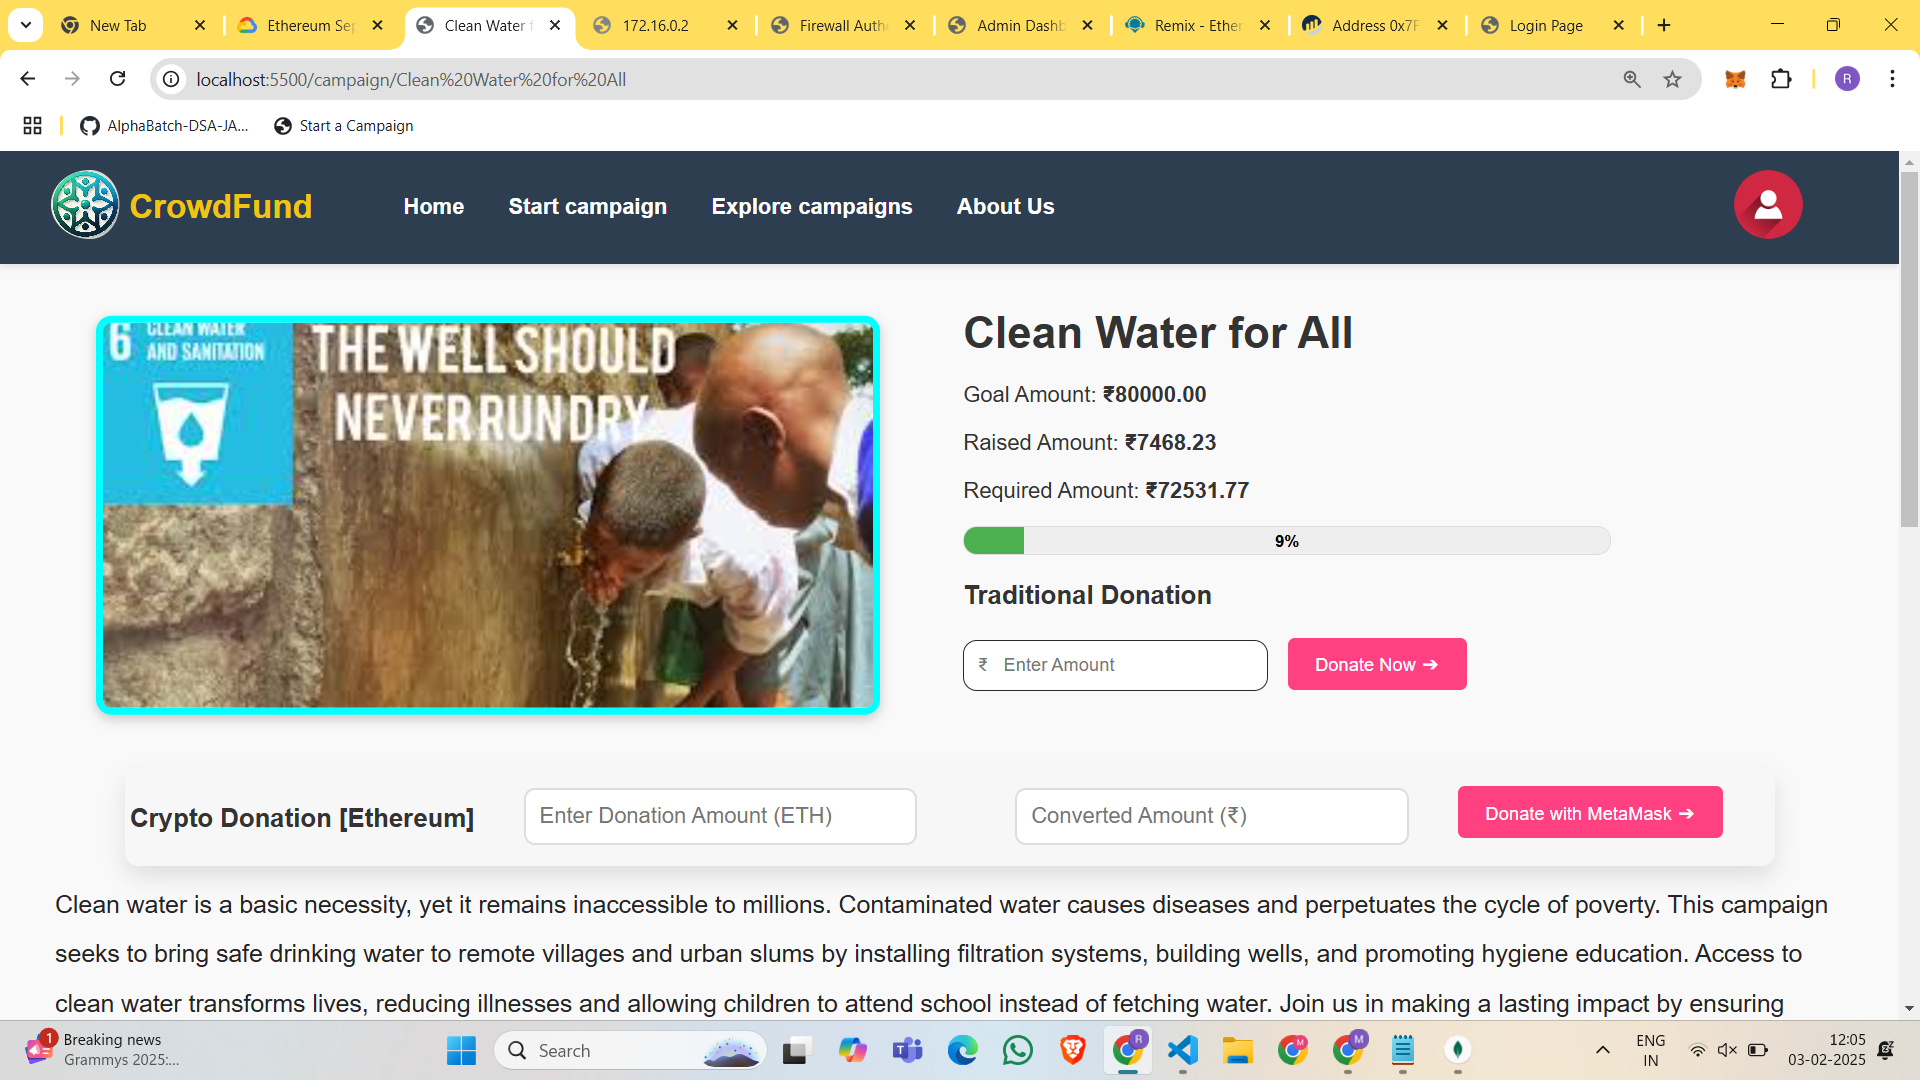 New Tab
Ethereum Sep
Clean Water f
172.16.0.2
Firewall Authe
Admin Dashb
Remix - Ether
Address 0x7F
Login Page
localhost:5500/campaign/Clean%20Water%20for%20All
R
AlphaBatch-DSA-JA...
Start a Campaign
CrowdFund
Home
Start campaign
Explore campaigns
About Us
6 CLEAN WATER
AND SANITATION
THE WELL SHOULD
NEVER RUN DRY
Clean Water for All
Goal Amount: ₹80000.00
Raised Amount: ₹7468.23
Required Amount: ₹72531.77
9%
Traditional Donation
₹ Enter Amount
Donate Now ➔
Crypto Donation [Ethereum]
Enter Donation Amount (ETH)
Converted Amount (₹)
Donate with MetaMask ➔
Clean water is a basic necessity, yet it remains inaccessible to millions. Contaminated water causes diseases and perpetuates the cycle of poverty. This campaign
seeks to bring safe drinking water to remote villages and urban slums by installing filtration systems, building wells, and promoting hygiene education. Access to
clean water transforms lives, reducing illnesses and allowing children to attend school instead of fetching water. Join us in making a lasting impact by ensuring
1
Breaking news
Grammys 2025:...
Search
R
M
M
ENG
IN
12:05
03-02-2025